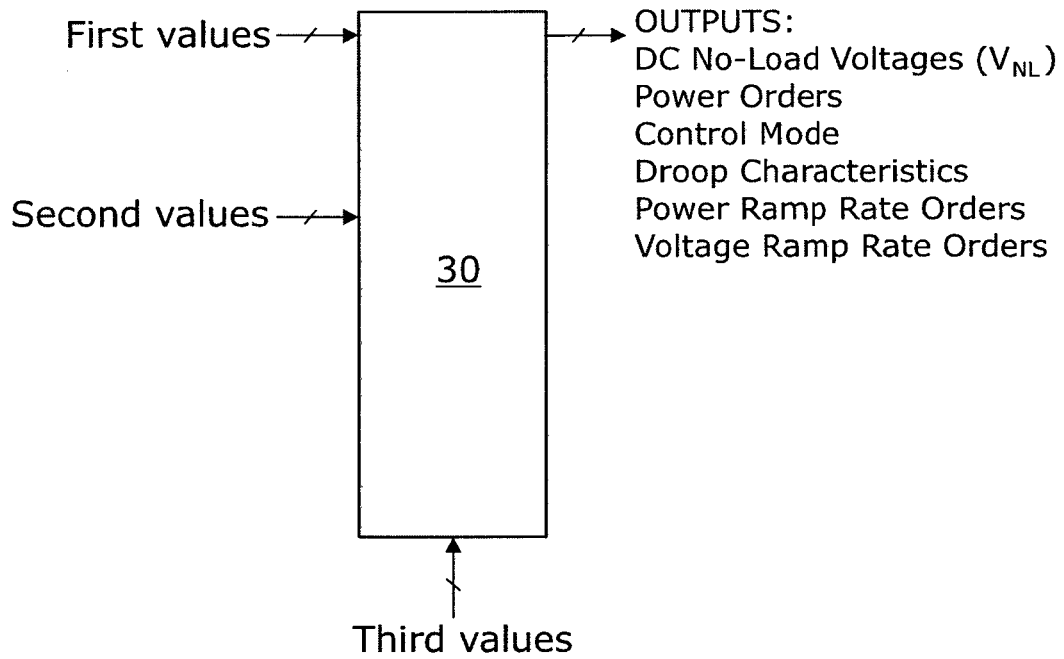 First values
OUTPUTS:
DC No-Load Voltages (V_NL)
Power Orders
Control Mode
Droop Characteristics
Power Ramp Rate Orders
Voltage Ramp Rate Orders
Second values
30
Third values